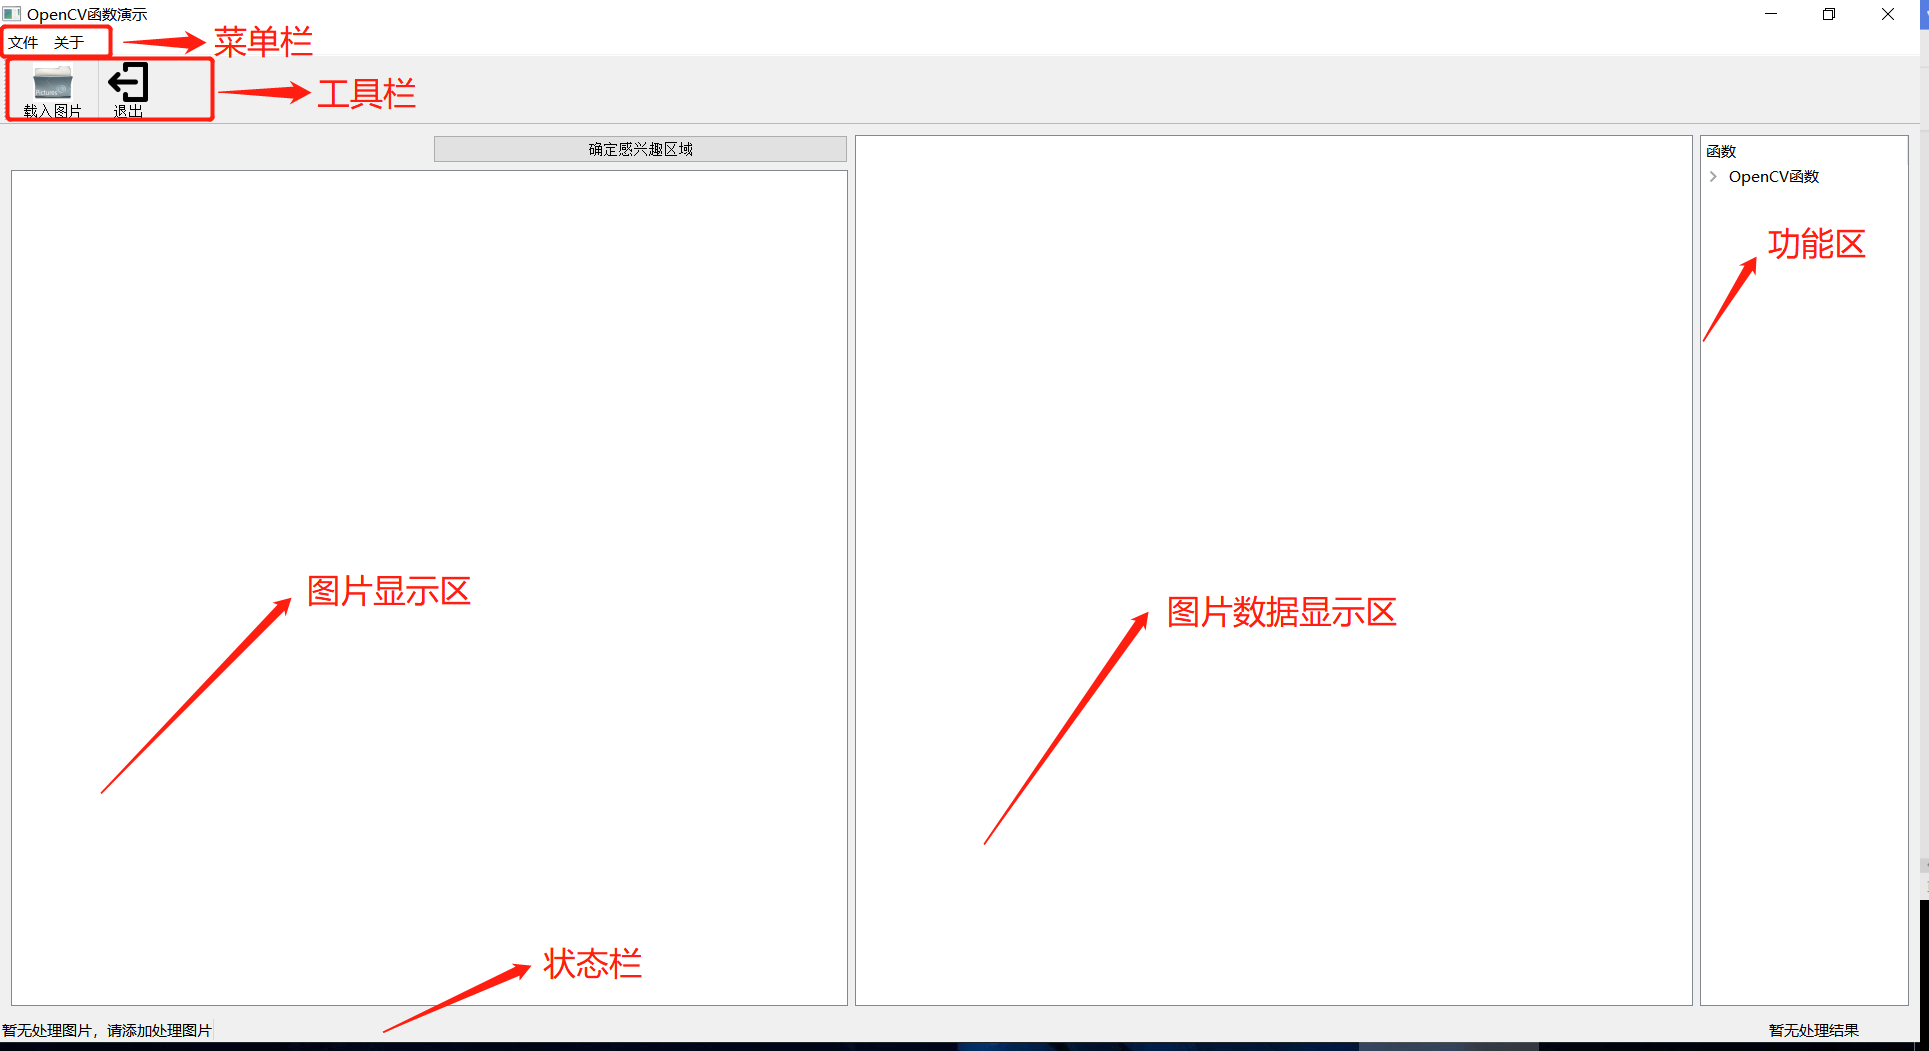 OpenCV函数演示
文件 关于
菜单栏
载入图片 退出
工具栏
Pictures
确定感兴趣区域
函数
OpenCV函数
功能区
图片显示区
图片数据显示区
状态栏
暂无处理图片，请添加处理图片
暂无处理结果